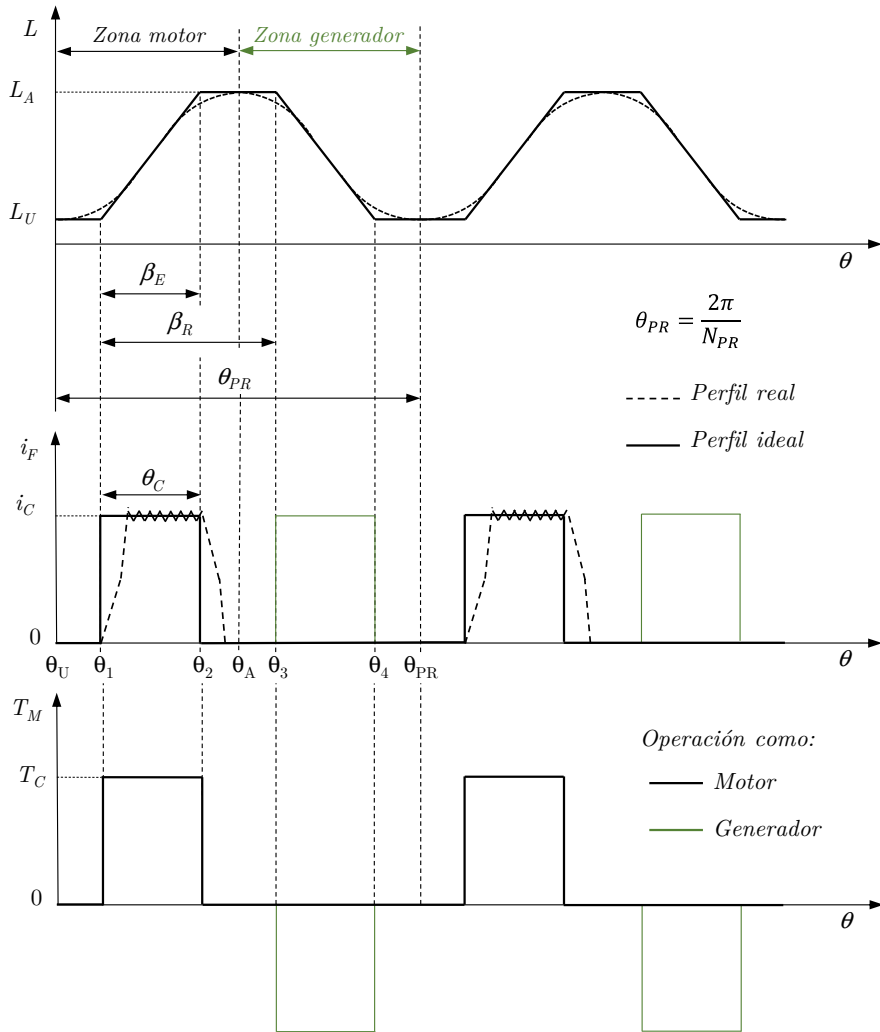 L
Zona motor
Zona generador
L_A
L_U
θ
β_E
β_R
θ_PR = 2π / N_PR
θ_PR
Perfil real
Perfil ideal
i_F
θ_C
i_C
0
θ_U θ_1 θ_2 θ_A θ_3 θ_4 θ_PR θ
T_M
Operación como:
T_C
Motor
Generador
0
θ